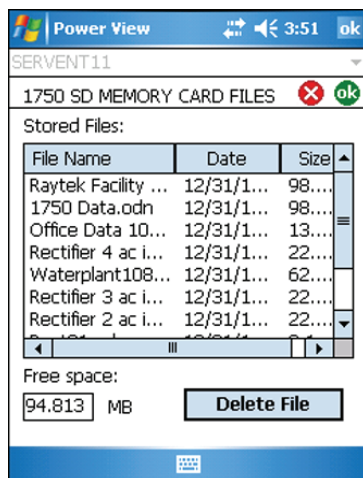 Power View 3:51 ok
SERVENT11
1750 SD MEMORY CARD FILES ok
Stored Files:
File Name Date Size
Raytek Facility ... 12/31/1... 98....
1750 Data.odn 12/31/1... 98....
Office Data 10... 12/31/1... 13....
Rectifier 4 ac i... 12/31/1... 22....
Waterplant108... 12/31/1... 62....
Rectifier 3 ac i... 12/31/1... 22....
Rectifier 2 ac i... 12/31/1... 22....
Free space:
94.813 MB Delete File